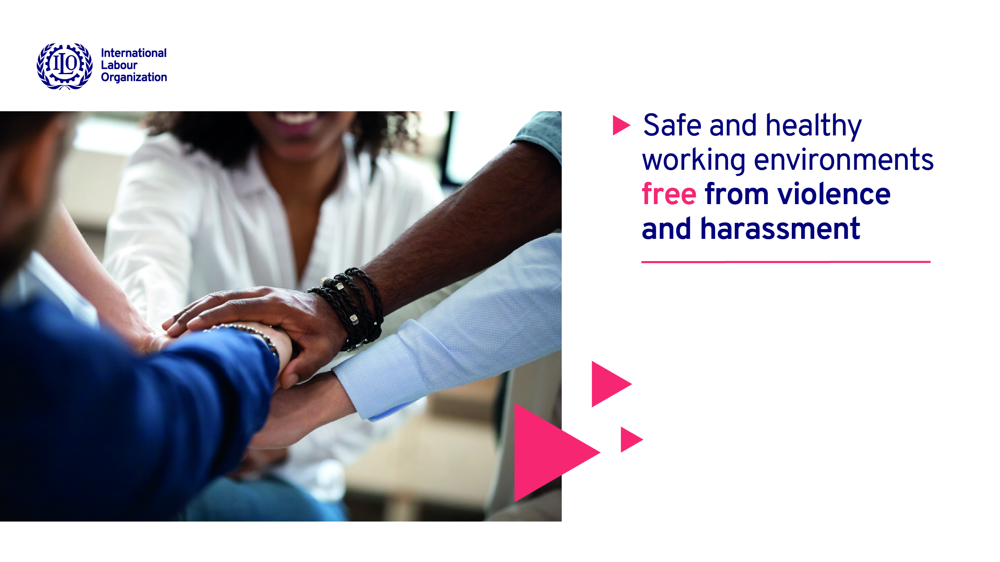 ILO
International
Labour
Organization
Safe and healthy
working environments
free from violence
and harassment